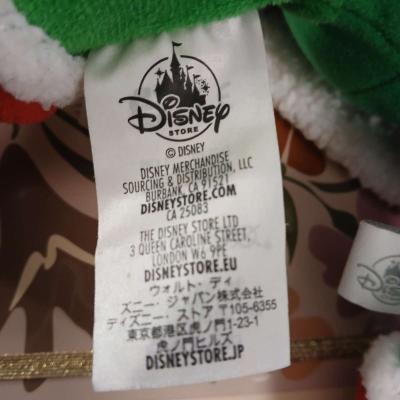 Disney
STORE
© DISNEY
DISNEY MERCHANDISE
SOURCING & DISTRIBUTION, LLC
BURBANK, CA 91521
DISNEYSTORE.COM
CA 25083
THE DISNEY STORE LTD
3 QUEEN CAROLINE STREET,
LONDON W6 9PE
DISNEYSTORE.EU
ウォルト・ディ
ズニー・ジャパン株式会社
ディズニー・ストア 〒105-
東京都港区虎ノ門1-23-1
虎ノ門ヒルズ
DISNEYSTORE.JP
Disney